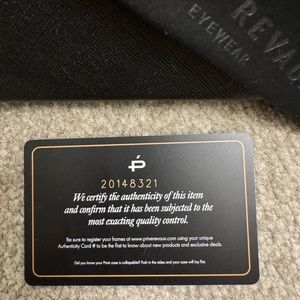 REVAU
EYEWEAR
20148321
We certify the authenticity of this item
and confirm that it has been subjected to the
most exacting quality control.
Be sure to register your frames at www.priverevaux.com using your unique
Authenticity Card # to be the first to know about new products and exclusive deals.
Did you know your Privé case is collapsible? Push in the sides and your case will lay flat.